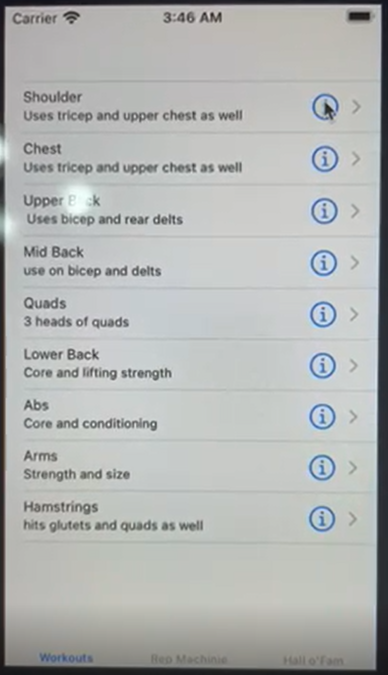 Carrier
3:46 AM
Shoulder
Uses tricep and upper chest as well
Chest
Uses tricep and upper chest as well
Upper Back
Uses bicep and rear delts
Mid Back
use on bicep and delts
Quads
3 heads of quads
Lower Back
Core and lifting strength
Abs
Core and conditioning
Arms
Strength and size
Hamstrings
hits glutets and quads as well
Workouts
Rep Machine
Hall o'Fam